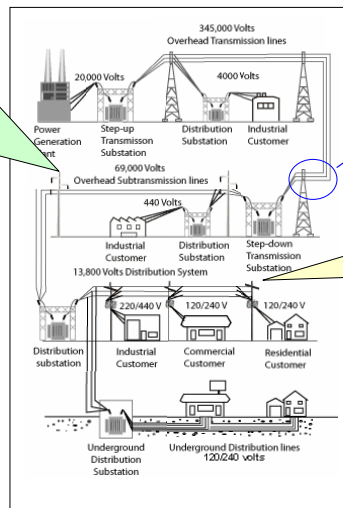 345,000 Volts
Overhead Transmission lines
20,000 Volts
4000 Volts
Power
Generation
ant
Step-up
Transmisson
Substation
Distribution
Substation
Industrial
Customer
69,000 Volts
Overhead Subtransmission lines
440 Volts
Industrial
Customer
Distribution
Substation
Step-down
Transmission
Substation
13,800 Volts Distribution System
220/440 V
120/240 V
120/240 V
Distribution
substation
Industrial
Customer
Commercial
Customer
Residential
Customer
Underground
Distribution
Substation
Underground Distribution lines
120/240 volts